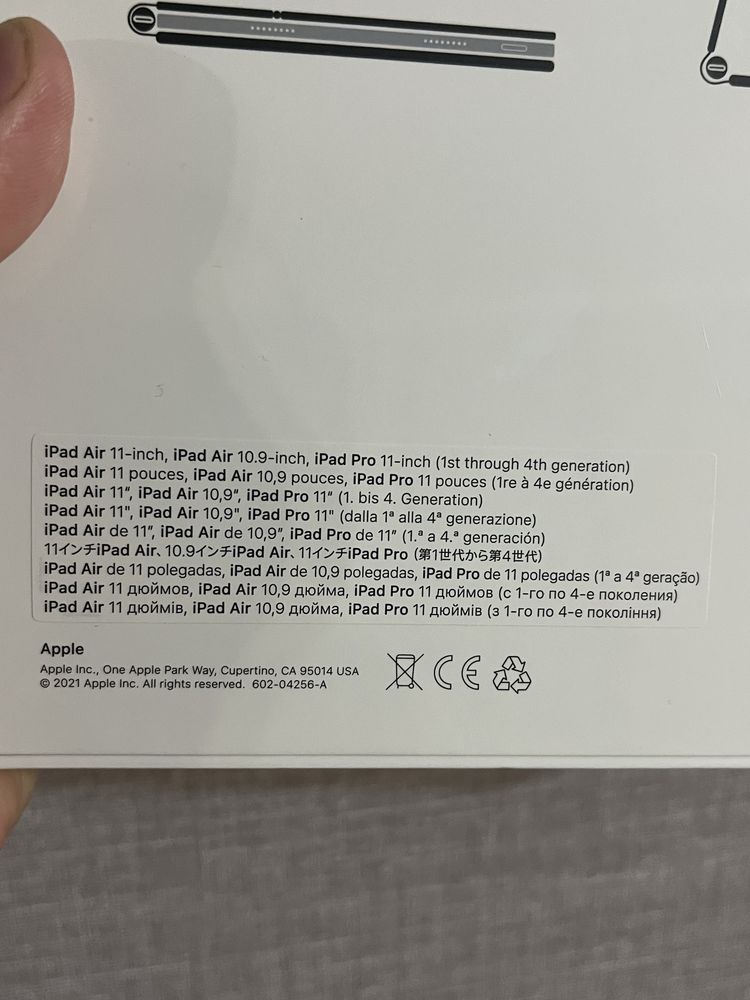 iPad Air 11-inch, iPad Air 10.9-inch, iPad Pro 11-inch (1st through 4th generation)
iPad Air 11 pouces, iPad Air 10,9 pouces, iPad Pro 11 pouces (1re à 4e génération)
iPad Air 11“, iPad Air 10,9“, iPad Pro 11“ (1. bis 4. Generation)
iPad Air 11", iPad Air 10,9", iPad Pro 11" (dalla 1ª alla 4ª generazione)
iPad Air de 11”, iPad Air de 10,9”, iPad Pro de 11” (1.ª a 4.ª generación)
11インチiPad Air、10.9インチiPad Air、11インチiPad Pro (第1世代から第4世代)
iPad Air de 11 polegadas, iPad Air de 10,9 polegadas, iPad Pro de 11 polegadas (1ª a 4ª geração)
iPad Air 11 дюймов, iPad Air 10,9 дюйма, iPad Pro 11 дюймов (с 1-го по 4-е поколения)
iPad Air 11 дюймів, iPad Air 10,9 дюйма, iPad Pro 11 дюймів (з 1-го по 4-е покоління)
Apple
Apple Inc., One Apple Park Way, Cupertino, CA 95014 USA
© 2021 Apple Inc. All rights reserved. 602-04256-A
CE